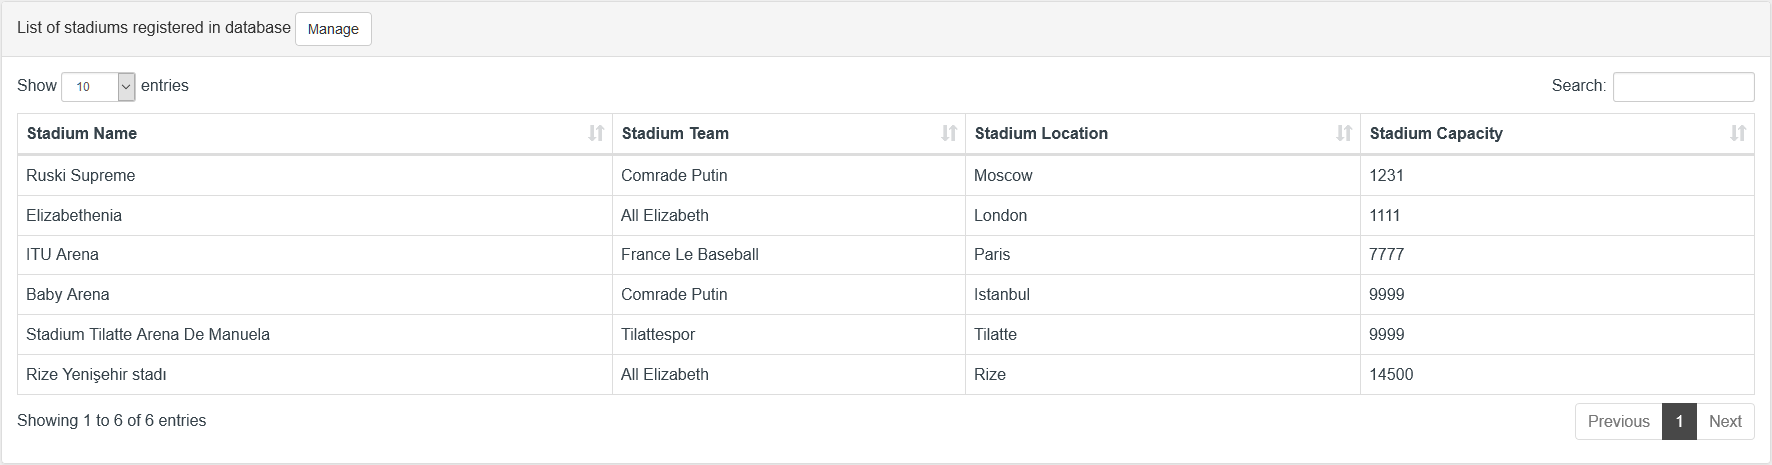 List of stadiums registered in database Manage
Show 10 entries Search:
Stadium Name Stadium Team Stadium Location Stadium Capacity
Ruski Supreme Comrade Putin Moscow 1231
Elizabethenia All Elizabeth London 1111
ITU Arena France Le Baseball Paris 7777
Baby Arena Comrade Putin Istanbul 9999
Stadium Tilatte Arena De Manuela Tilattespor Tilatte 9999
Rize Yenişehir stadı All Elizabeth Rize 14500
Showing 1 to 6 of 6 entries Previous 1 Next